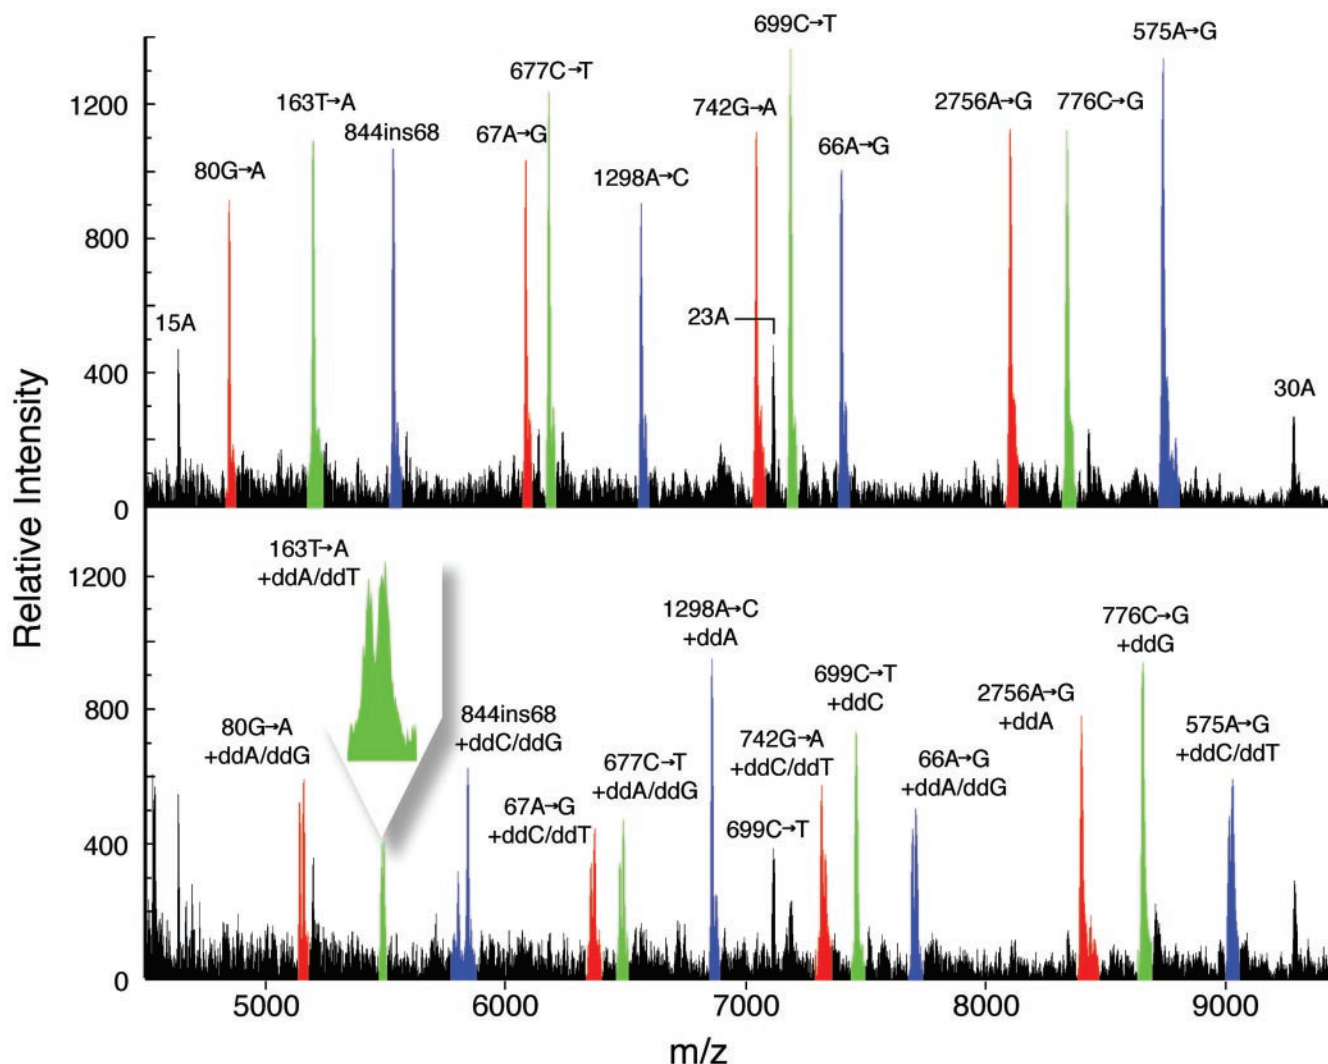 699C→T
575A→G
677C→T
1200
163T→A
742G→A
2756A→G
776C→G
844ins68
67A→G
66A→G
80G→A
1298A→C
800
15A
23A
400
30A
0
Relative Intensity
163T→A
+ddA/ddT
1200
1298A→C
+ddA
776C→G
+ddG
699C→T
+ddC
2756A→G
+ddA
800
80G→A
+ddA/ddG
844ins68
+ddC/ddG
742G→A
+ddC/ddT
575A→G
+ddC/ddT
677C→T
+ddA/ddG
66A→G
+ddA/ddG
67A→G
+ddC/ddT
699C→T
400
0
5000
6000
7000
8000
9000
m/z